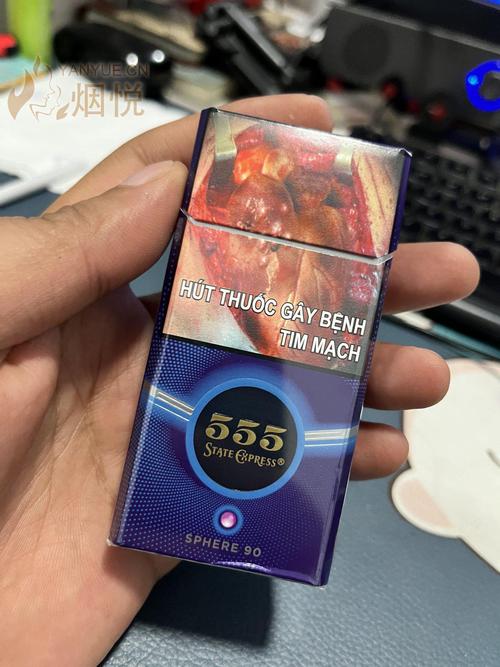 YANYUE.CN
烟悦
HÚT THUỐC GÂY BỆNH
TIM MẠCH
555
STATE EXPRESS®
SPHERE 90